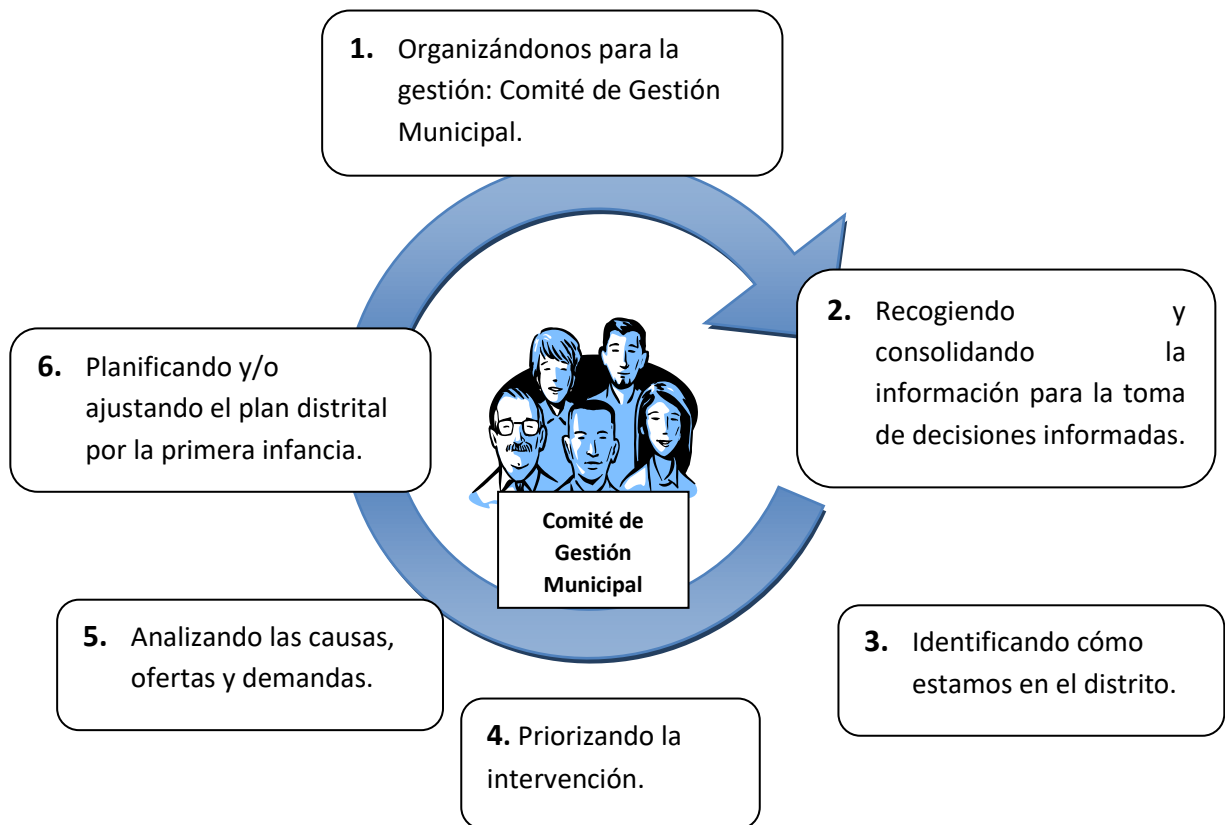 1. Organizándonos para la
gestión: Comité de Gestión
Municipal.
2. Recogiendo y
consolidando la
información para la toma
de decisiones informadas.
3. Identificando cómo
estamos en el distrito.
4. Priorizando la
intervención.
5. Analizando las causas,
ofertas y demandas.
6. Planificando y/o
ajustando el plan distrital
por la primera infancia.
Comité de
Gestión
Municipal